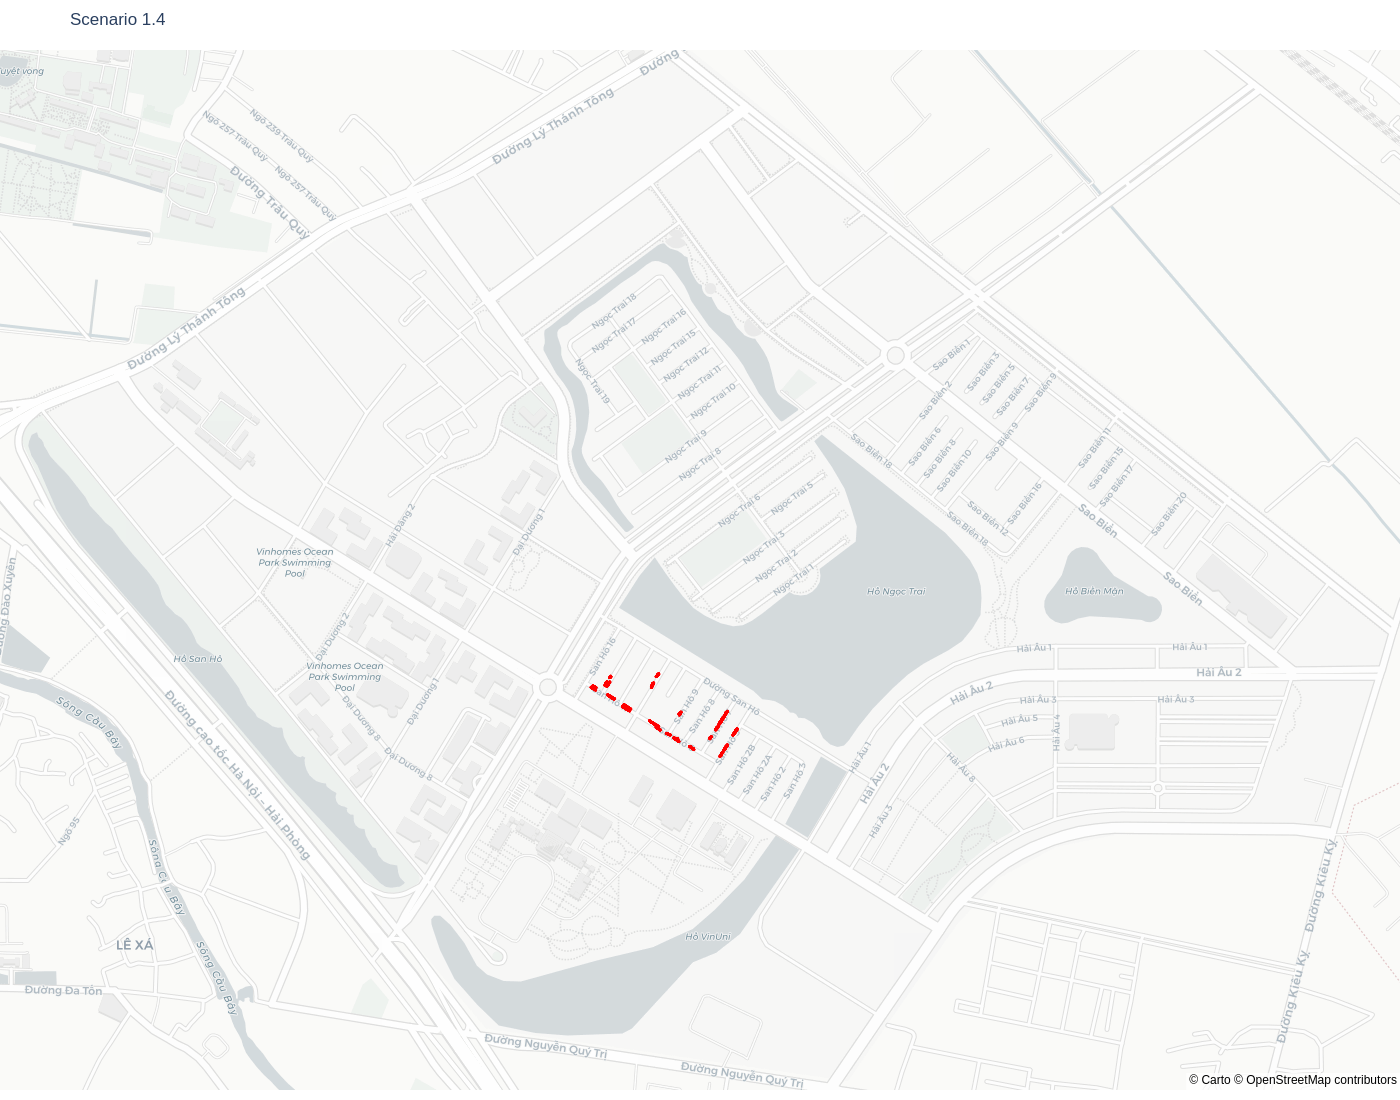 Scenario 1.4
Đường
Đường Lý Thánh Tông
Ngõ 239 Trâu Quỳ
Ngõ 257 Trâu Quỳ
Ngõ 257 Trâu Quỳ
Đường Trâu Quỳ
Đường Lý Thánh Tông
Ngọc Trai 18
Ngọc Trai 17
Ngọc Trai 16
Ngọc Trai 15
Ngọc Trai 12
Ngọc Trai 11
Ngọc Trai 10
Ngọc Trai 19
Ngọc Trai 9
Ngọc Trai 8
Ngọc Trai 6
Ngọc Trai 5
Ngọc Trai 3
Ngọc Trai 2
Ngọc Trai 1
Sao Biển 1
Sao Biển 3
Sao Biển 5
Sao Biển 7
Sao Biển 9
Sao Biển 2
Sao Biển 6
Sao Biển 8
Sao Biển 10
Sao Biển 9
Sao Biển 11
Sao Biển 15
Sao Biển 17
Sao Biển 18
Sao Biển 12
Sao Biển 16
Sao Biển 18
Sao Biển 20
Sao Biển
Sao Biển
Hải Đăng 2
Đại Dương 1
Vinhomes Ocean
Park Swimming
Pool
Đại Dương 2
Vinhomes Ocean
Park Swimming
Pool
Đại Dương 1
Đại Dương 8
Đại Dương 8
Hồ San Hô
Hồ Ngọc Trai
Hồ Biển Mặn
San Hô 16
Đường San Hô
San Hô 9
San Hô 8
San Hô 2B
San Hô 2A
San Hô 2
San Hô 3
Hải Âu 1
Hải Âu 1
Hải Âu 2
Hải Âu 2
Hải Âu 3
Hải Âu 3
Hải Âu 5
Hải Âu 4
Hải Âu 6
Hải Âu 8
Hải Âu 1
Hải Âu 2
Hải Âu 3
Sông Cầu Bây
Đường cao tốc Hà Nội - Hải Phòng
Ngõ 95
Sông Cầu Bây
Sông Cầu Bây
LÊ XÁ
Đường Đa Tốn
Hồ VinUni
Đường Nguyễn Quý Trị
Đường Nguyễn Quý Trị
Đường Kiêu Kỵ
Đường Kiêu Kỵ
© Carto © OpenStreetMap contributors